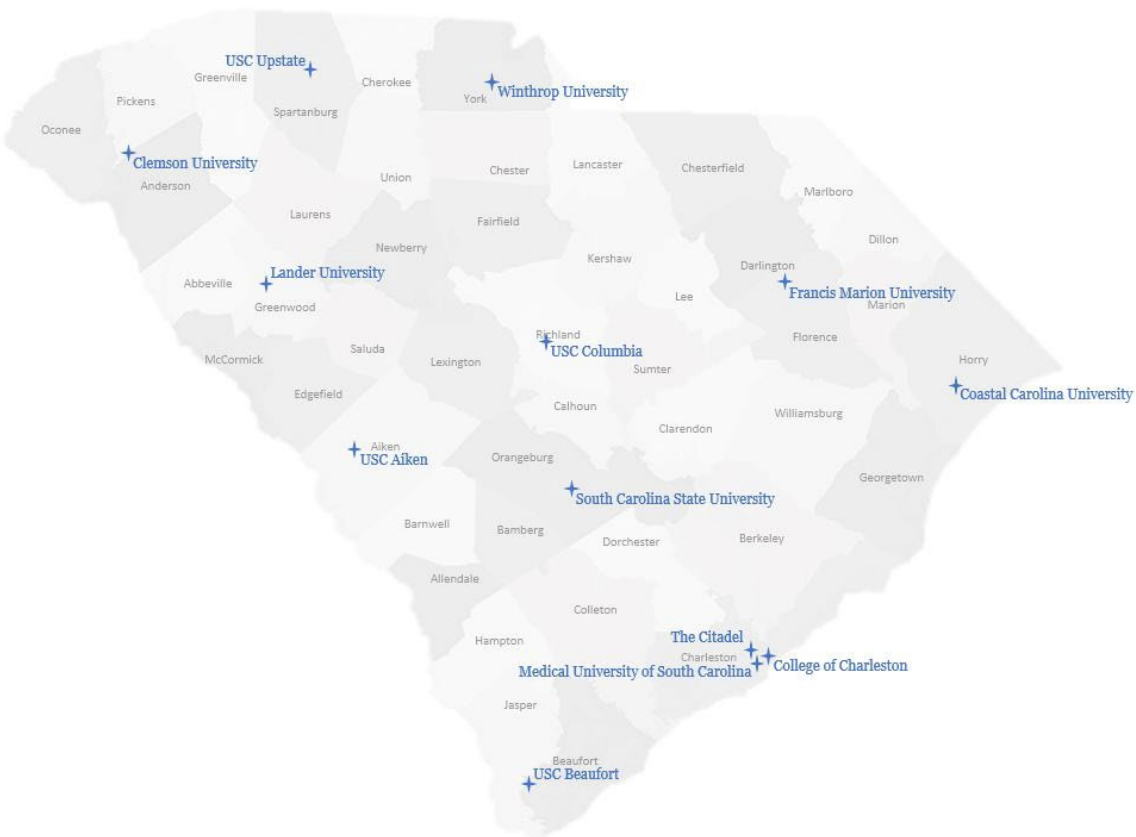 USC Upstate
Greenville
Cherokee
Winthrop University
York
Pickens
Spartanburg
Oconee
Clemson University
Anderson
Union
Chester
Lancaster
Chesterfield
Marlboro
Laurens
Fairfield
Newberry
Dillon
Kershaw
Darlington
Lander University
Abbeville
Greenwood
Lee
Francis Marion University
Marion
Richland
USC Columbia
Florence
Saluda
McCormick
Lexington
Sumter
Horry
Edgefield
Coastal Carolina University
Calhoun
Williamsburg
Clarendon
Aiken
USC Aiken
Orangeburg
Georgetown
South Carolina State University
Barnwell
Bamberg
Dorchester
Berkeley
Allendale
Colleton
Hampton
The Citadel
Charleston
College of Charleston
Medical University of South Carolina
Jasper
Beaufort
USC Beaufort